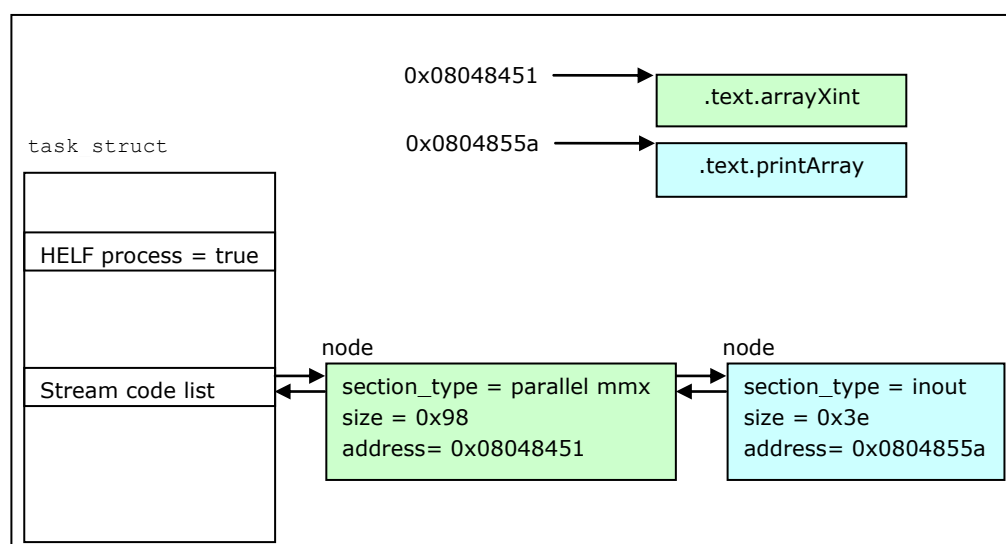 0x08048451
.text.arrayXint
0x0804855a
.text.printArray
task struct
HELF process = true
Stream code list
node
section_type = parallel mmx
size = 0x98
address= 0x08048451
node
section_type = inout
size = 0x3e
address= 0x0804855a